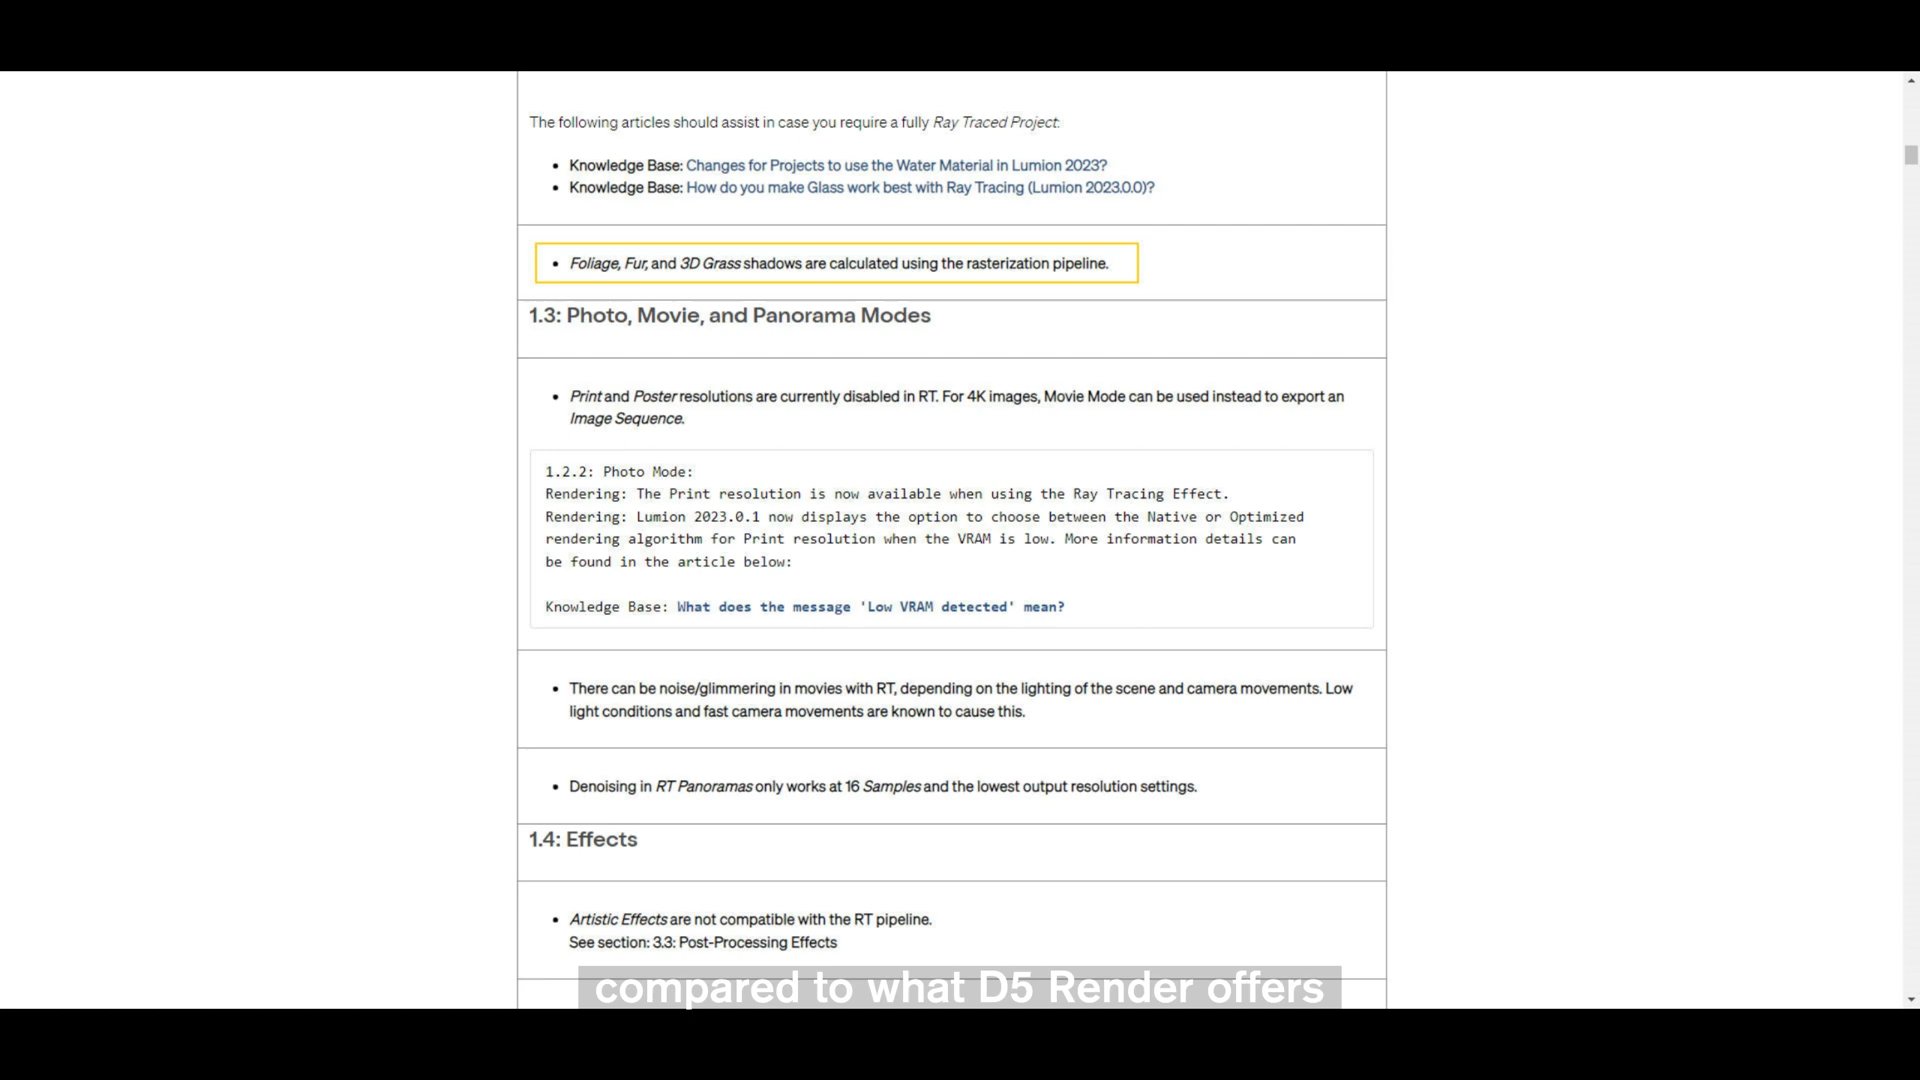 The following articles should assist in case you require a fully Ray Traced Project:
Knowledge Base: Changes for Projects to use the Water Material in Lumion 2023?
Knowledge Base: How do you make Glass work best with Ray Tracing (Lumion 2023.0.0)?
Foliage, Fur, and 3D Grass shadows are calculated using the rasterization pipeline.
1.3: Photo, Movie, and Panorama Modes
Print and Poster resolutions are currently disabled in RT. For 4K images, Movie Mode can be used instead to export an
Image Sequence.
1.2.2: Photo Mode:
Rendering: The Print resolution is now available when using the Ray Tracing Effect.
Rendering: Lumion 2023.0.1 now displays the option to choose between the Native or Optimized
rendering algorithm for Print resolution when the VRAM is low. More information details can
be found in the article below:
Knowledge Base: What does the message 'Low VRAM detected' mean?
There can be noise/glimmering in movies with RT, depending on the lighting of the scene and camera movements. Low
light conditions and fast camera movements are known to cause this.
Denoising in RT Panoramas only works at 16 Samples and the lowest output resolution settings.
1.4: Effects
Artistic Effects are not compatible with the RT pipeline.
See section: 3.3: Post-Processing Effects
compared to what D5 Render offers